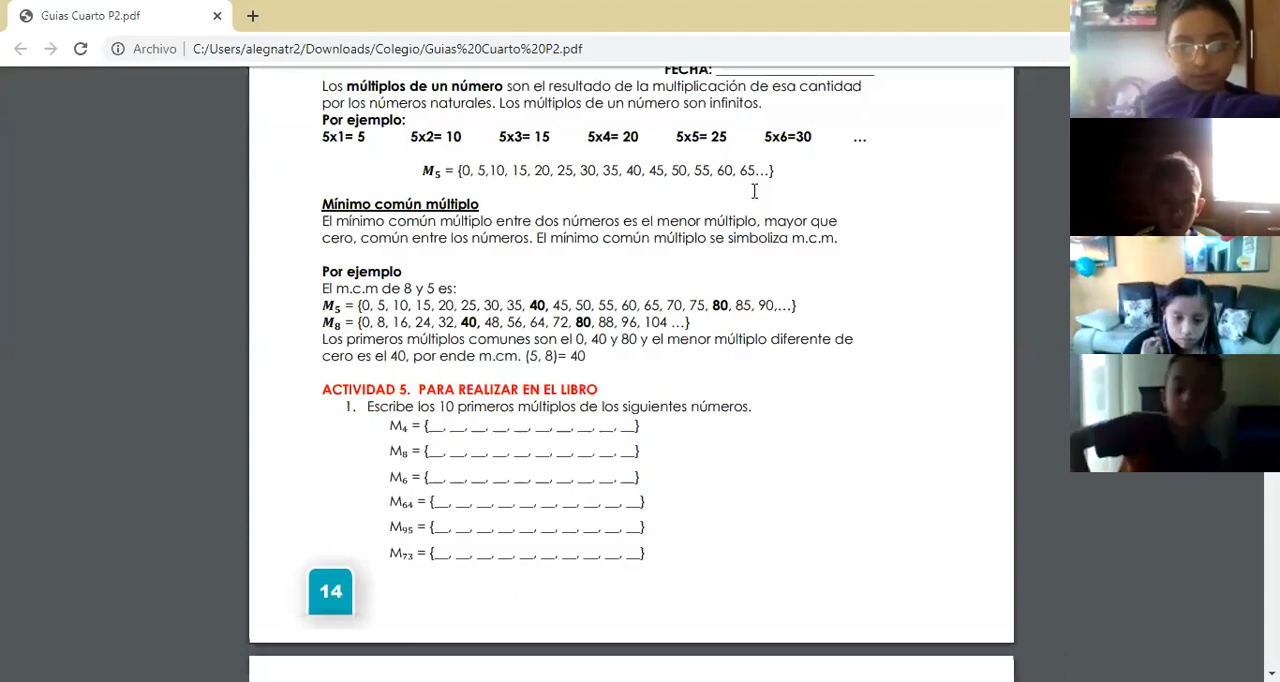 Guias Cuarto P2.pdf
Archivo C:/Users/alegnatr2/Downloads/Colegio/Guias%20Cuarto%20P2.pdf
FECHA: ________________________
Los múltiplos de un número son el resultado de la multiplicación de esa cantidad
por los números naturales. Los múltiplos de un número son infinitos.
Por ejemplo:
5x1= 5 5x2= 10 5x3= 15 5x4= 20 5x5= 25 5x6=30 ...
M₅ = {0, 5,10, 15, 20, 25, 30, 35, 40, 45, 50, 55, 60, 65...}
Mínimo común múltiplo
El mínimo común múltiplo entre dos números es el menor múltiplo, mayor que
cero, común entre los números. El mínimo común múltiplo se simboliza m.c.m.
Por ejemplo
El m.c.m de 8 y 5 es:
M₅ = {0, 5, 10, 15, 20, 25, 30, 35, 40, 45, 50, 55, 60, 65, 70, 75, 80, 85, 90,...}
M₈ = {0, 8, 16, 24, 32, 40, 48, 56, 64, 72, 80, 88, 96, 104 ...}
Los primeros múltiplos comunes son el 0, 40 y 80 y el menor múltiplo diferente de
cero es el 40, por ende m.cm. (5, 8)= 40
ACTIVIDAD 5. PARA REALIZAR EN EL LIBRO
1. Escribe los 10 primeros múltiplos de los siguientes números.
M₄ = {__, __, __, __, __, __, __, __, __, __}
M₈ = {__, __, __, __, __, __, __, __, __, __}
M₆ = {__, __, __, __, __, __, __, __, __, __}
M₆₄ = {__, __, __, __, __, __, __, __, __, __}
M₉₅ = {__, __, __, __, __, __, __, __, __, __}
M₇₃ = {__, __, __, __, __, __, __, __, __, __}
14